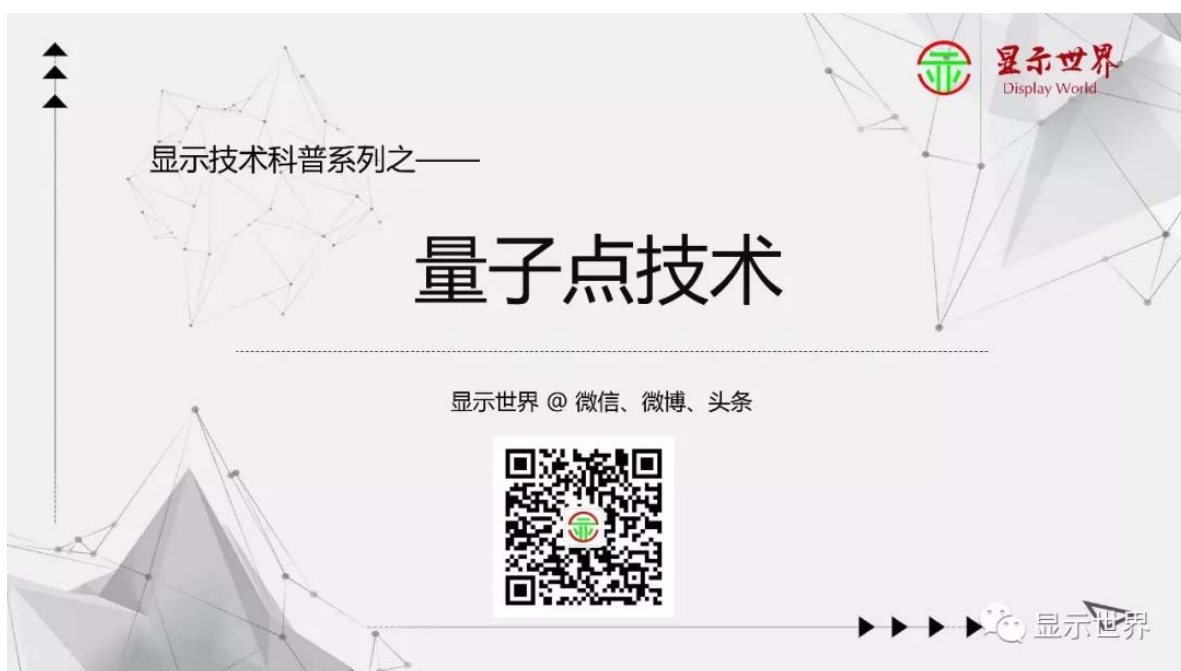 显示世界
Display World
显示技术科普系列之——
量子点技术
显示世界 @ 微信、微博、头条
显示世界